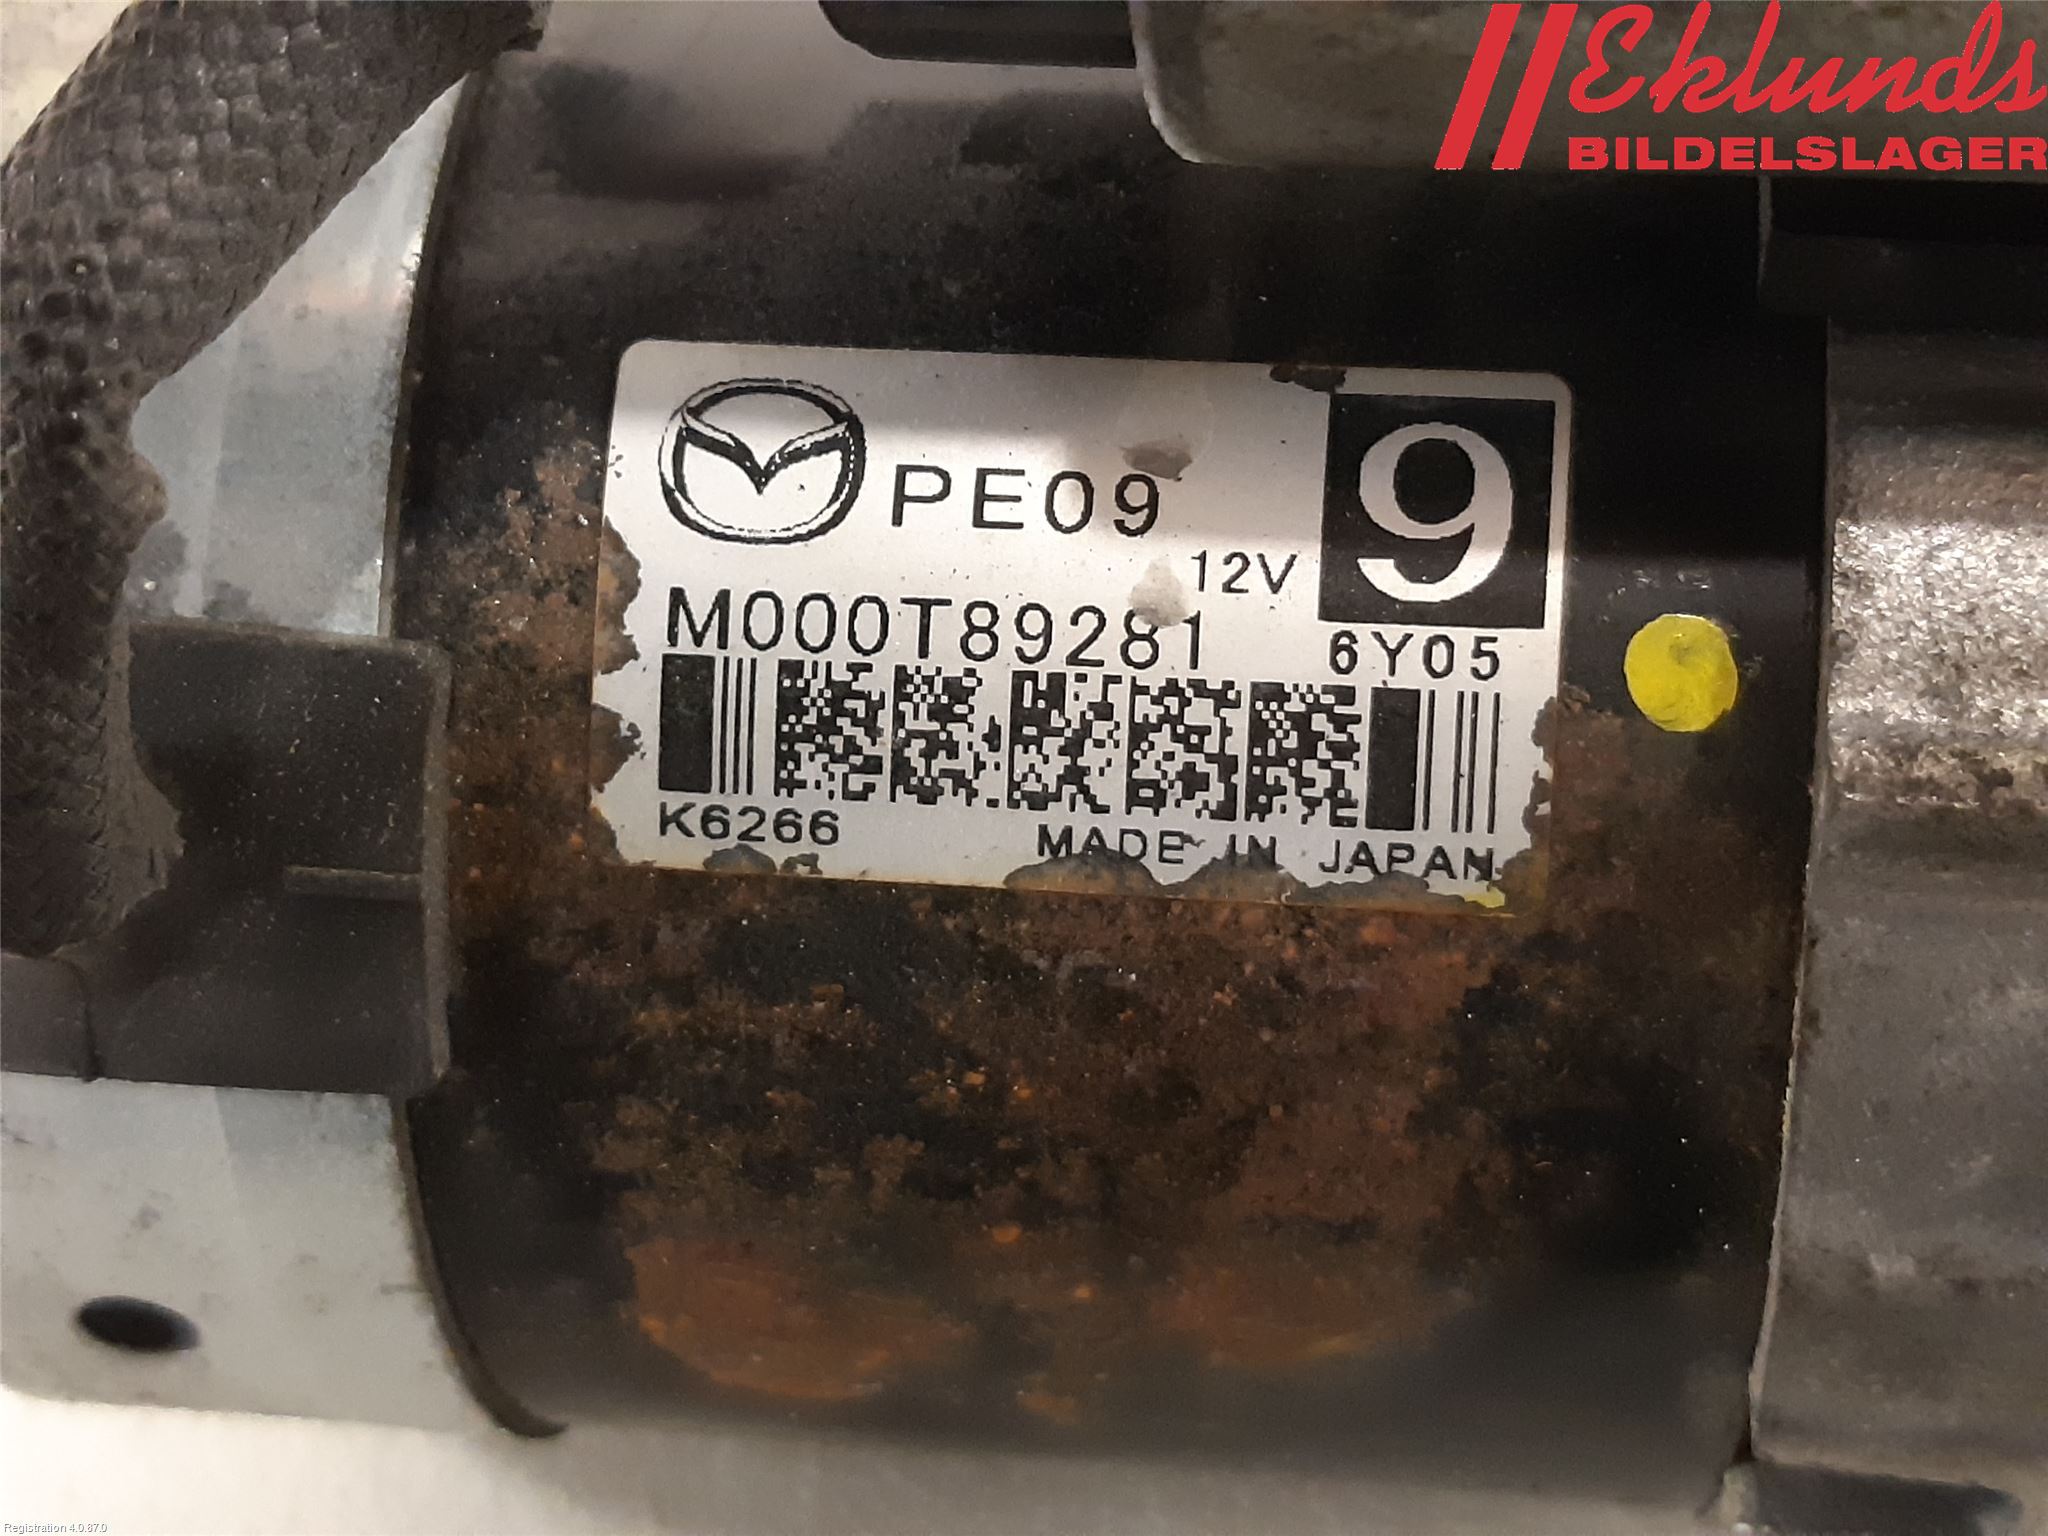 Eklunds
BILDELSLAGER
PE09
9
12V
M000T89281
6Y05
K6266
MADE IN JAPAN
Registration 4.0.87.0